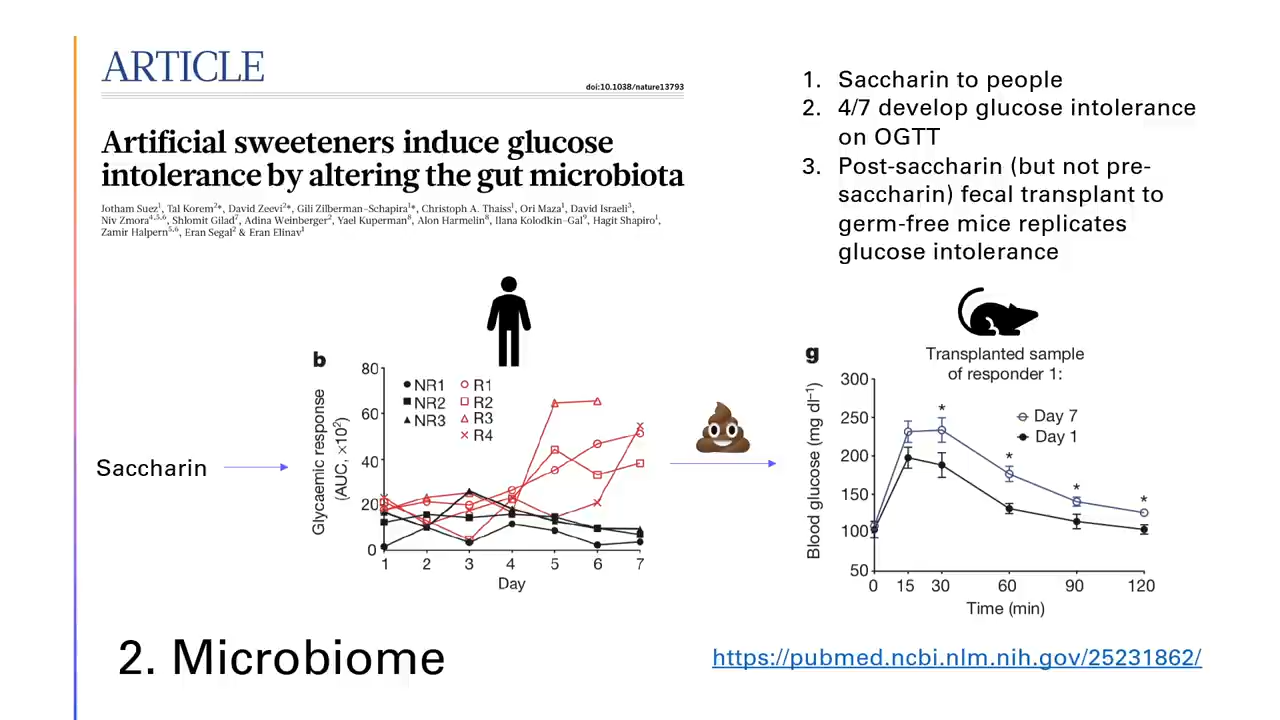 ARTICLE
doi:10.1038/nature13793
Artificial sweeteners induce glucose
intolerance by altering the gut microbiota
Jotham Suez¹, Tal Korem²*, David Zeevi²*, Gili Zilberman-Schapira¹*, Christoph A. Thaiss¹, Ori Maza¹, David Israeli³,
Niv Zmora⁴,⁵,⁶, Shlomit Gilad⁷, Adina Weinberger², Yael Kuperman⁸, Alon Harmelin⁸, Ilana Kolodkin-Gal⁹, Hagit Shapiro¹,
Zamir Halpern⁵,⁶, Eran Segal² & Eran Elinav¹
1. Saccharin to people
2. 4/7 develop glucose intolerance
on OGTT
3. Post-saccharin (but not pre-
saccharin) fecal transplant to
germ-free mice replicates
glucose intolerance
Saccharin
b
Glycaemic response
(AUC, ×10²)
80
60
40
20
0
NR1
NR2
NR3
R1
R2
R3
R4
1 2 3 4 5 6 7
Day
g
Transplanted sample
of responder 1:
Blood glucose (mg dl⁻¹)
300
250
200
150
100
50
Day 7
Day 1
* * * *
0 15 30 60 90 120
Time (min)
2. Microbiome
https://pubmed.ncbi.nlm.nih.gov/25231862/